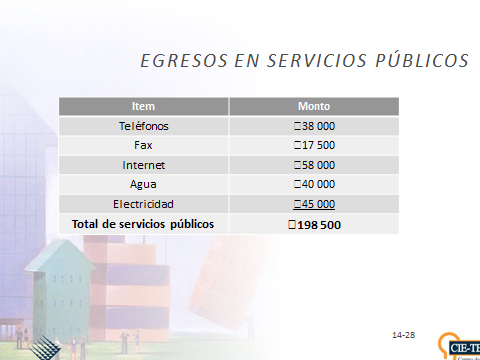 EGRESOS EN SERVICIOS PÚBLICOS
Item Monto
Teléfonos □38 000
Fax □17 500
Internet □58 000
Agua □40 000
Electricidad □45 000
Total de servicios públicos □198 500
14-28
CIE-TE